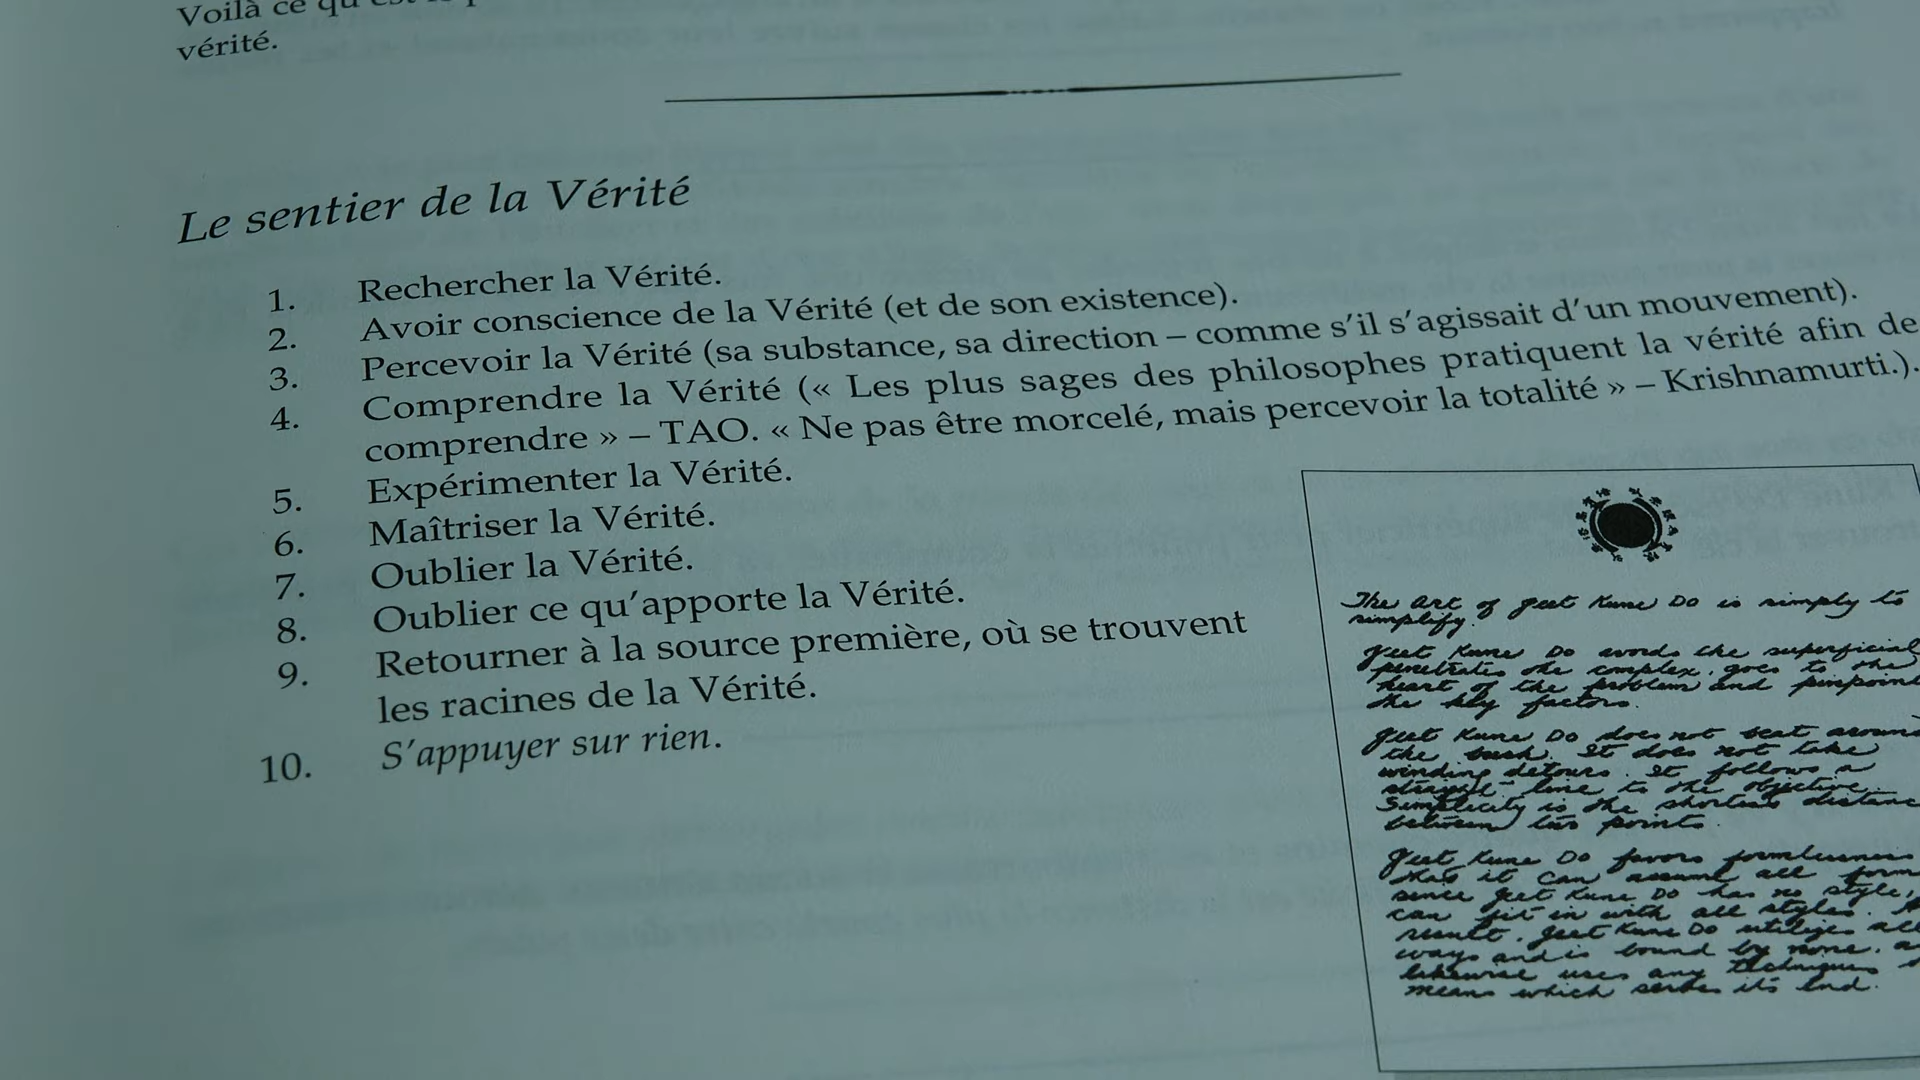 Voilà ce
vérité.
Le sentier de la Vérité
1. Rechercher la Vérité.
2. Avoir conscience de la Vérité (et de son existence).
3. Percevoir la Vérité (sa substance, sa direction – comme s'il s'agissait d'un mouvement).
4. Comprendre la Vérité (« Les plus sages des philosophes pratiquent la vérité afin de
comprendre » – TAO. « Ne pas être morcelé, mais percevoir la totalité » – Krishnamurti.).
5. Expérimenter la Vérité.
6. Maîtriser la Vérité.
7. Oublier la Vérité.
8. Oublier ce qu'apporte la Vérité.
9. Retourner à la source première, où se trouvent
les racines de la Vérité.
10. S'appuyer sur rien.
The art of Jeet Kune Do is simply to
simplify.
Jeet Kune Do avoids the superficial
penetrates the complex, goes to the
heart of the problem and pinpoint
the key factors.
Jeet Kune Do does not beat around
the bush. It does not take
winding detours. It follows a
straight line to the objective.
Simplicity is the shortest distance
between two points.
Jeet Kune Do favors formlessness
that it can assume all form
since Jeet Kune Do has no style,
can fit in with all styles.
result, Jeet Kune Do utilizes all
ways and is bound by none, a
likewise uses any technique
means which serves its end.